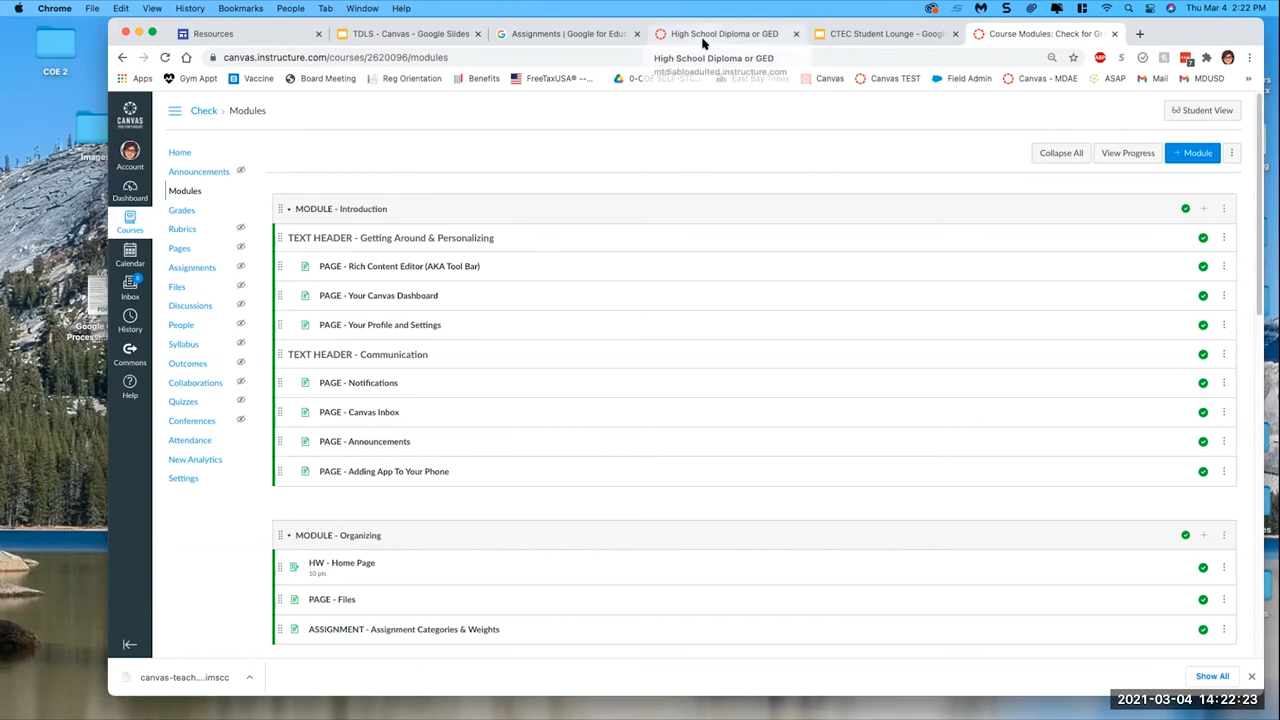 Chrome File Edit View History Bookmarks People Tab Window Help
Thu Mar 4 2:22 PM
COE 2
Resources
TDLS - Canvas - Google Slides
Assignments | Google for Educ
High School Diploma or GED
CTEC Student Lounge - Google
Course Modules: Check for Gr
canvas.instructure.com/courses/2620096/modules
High School Diploma or GED
mtdiabloadulted.instructure.com
Apps
Gym Appt
Vaccine
Board Meeting
Reg Orientation
Benefits
FreeTaxUSA® --...
Canvas
Canvas TEST
Field Admin
Canvas - MDAE
ASAP
Mail
MDUSD
Check > Modules
Student View
Account
Dashboard
Courses
Calendar
Inbox
History
Commons
Help
Home
Announcements
Modules
Grades
Rubrics
Pages
Assignments
Files
Discussions
People
Syllabus
Outcomes
Collaborations
Quizzes
Conferences
Attendance
New Analytics
Settings
Collapse All
View Progress
+ Module
MODULE - Introduction
TEXT HEADER - Getting Around & Personalizing
PAGE - Rich Content Editor (AKA Tool Bar)
PAGE - Your Canvas Dashboard
PAGE - Your Profile and Settings
TEXT HEADER - Communication
PAGE - Notifications
PAGE - Canvas Inbox
PAGE - Announcements
PAGE - Adding App To Your Phone
MODULE - Organizing
HW - Home Page
10 pts
PAGE - Files
ASSIGNMENT - Assignment Categories & Weights
canvas-teach....imscc
Show All
2021-03-04 14:22:23